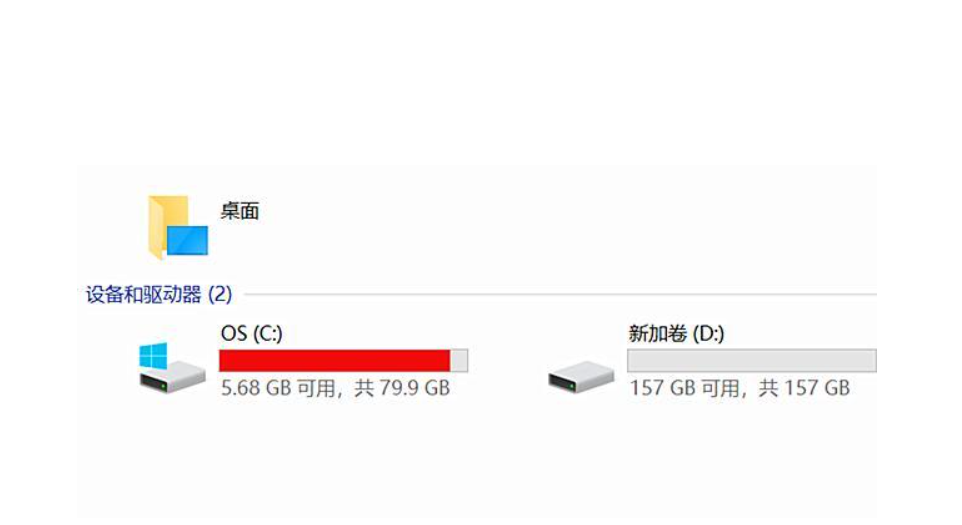 桌面
设备和驱动器 (2)
OS (C:)
新加卷 (D:)
5.68 GB 可用，共 79.9 GB
157 GB 可用，共 157 GB